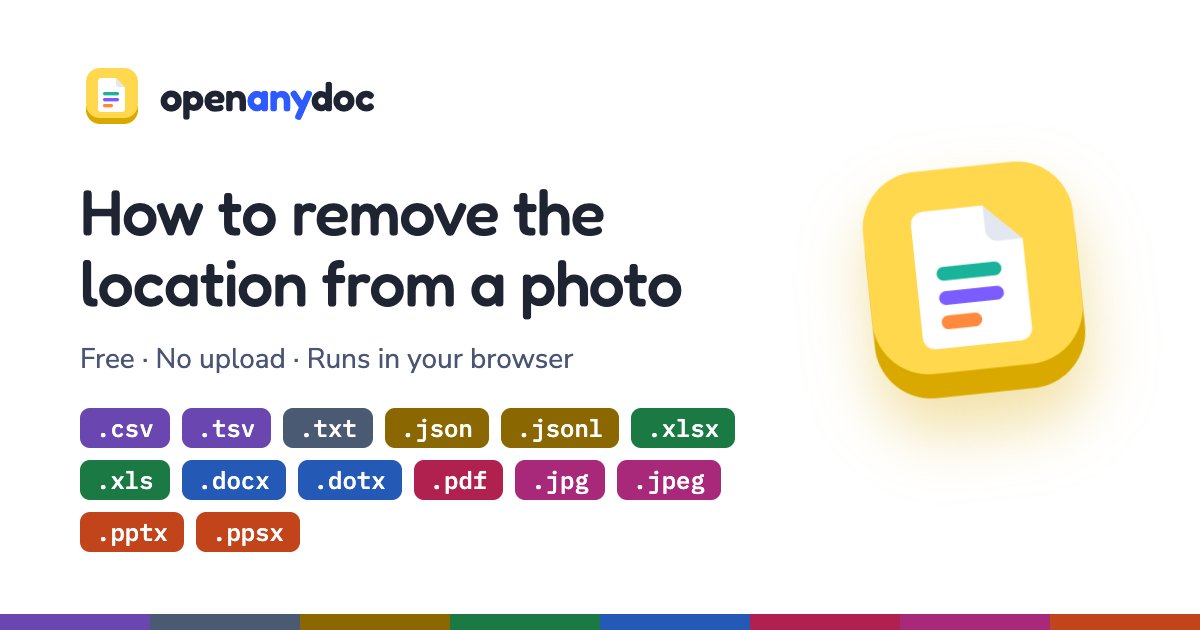 openanydoc
How to remove the
location from a photo
Free · No upload · Runs in your browser
.csv .tsv .txt .json .jsonl .xlsx
.xls .docx .dotx .pdf .jpg .jpeg
.pptx .ppsx